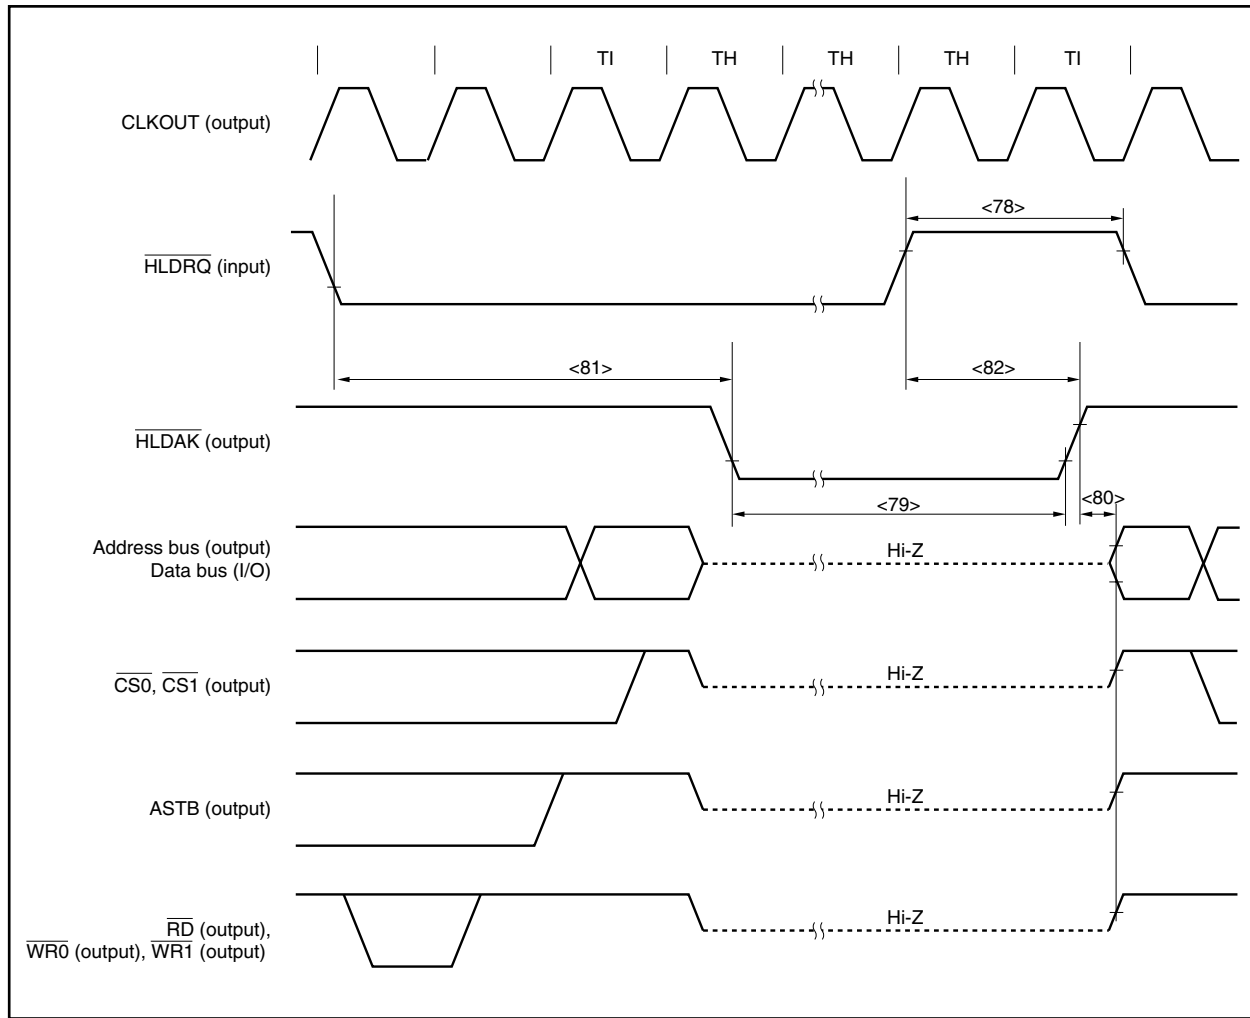 TI TH TH TH TI
CLKOUT (output)
<78>
HLDRQ (input)
<81> <82>
HLDAK (output)
<79> <80>
Address bus (output)
Data bus (I/O)
Hi-Z
CS0, CS1 (output)
Hi-Z
ASTB (output)
Hi-Z
RD (output),
WR0 (output), WR1 (output)
Hi-Z